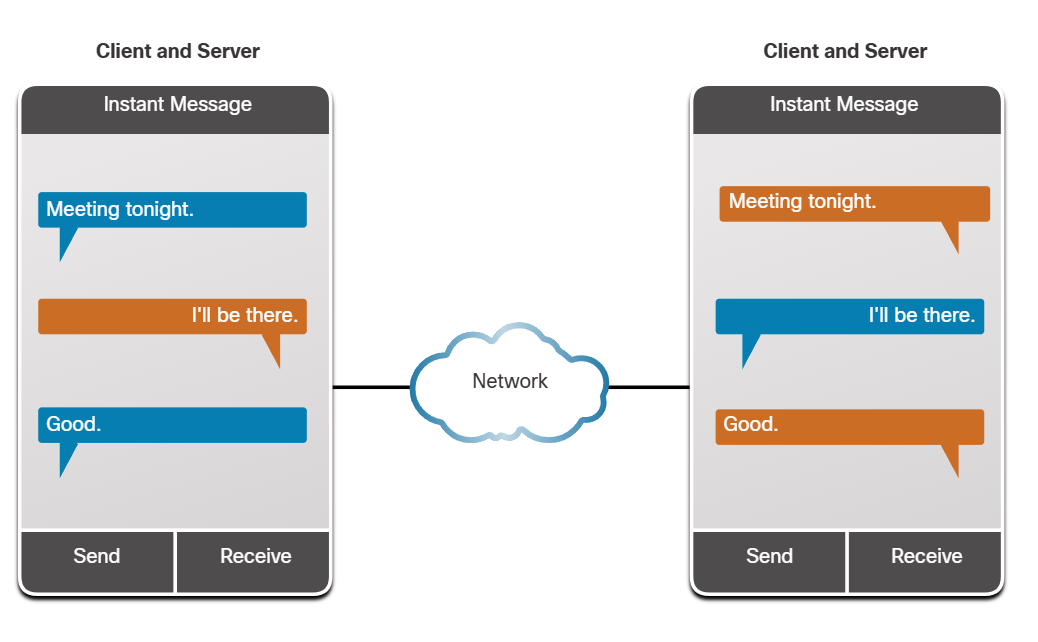 Client and Server
Instant Message
Meeting tonight.
I'll be there.
Good.
Send
Receive
Network
Client and Server
Instant Message
Meeting tonight.
I'll be there.
Good.
Send
Receive